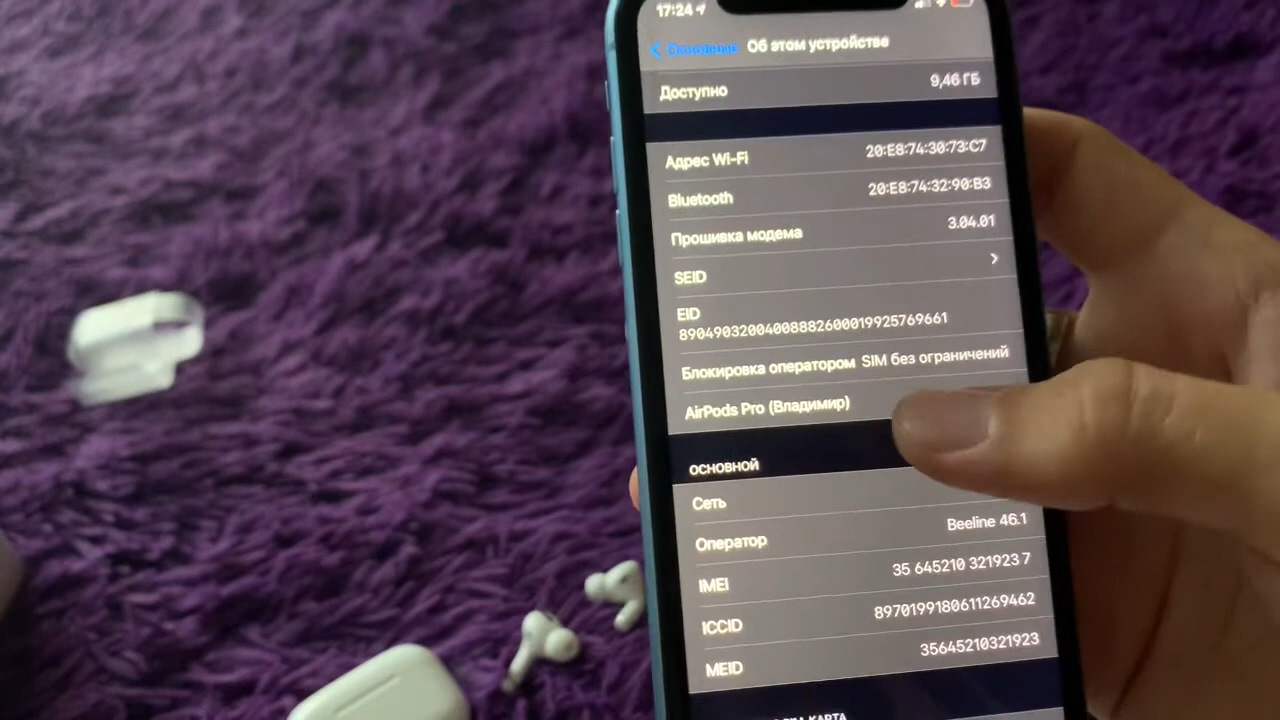 17:24
Основные Об этом устройстве
Доступно 9,46 ГБ
Адрес Wi-Fi 20:E8:74:30:73:C7
Bluetooth 20:E8:74:32:90:B3
Прошивка модема 3.04.01
SEID
EID
89049032004008882600019925769661
Блокировка оператором SIM без ограничений
AirPods Pro (Владимир)
ОСНОВНОЙ
Сеть
Оператор Beeline 46.1
IMEI 35 645210 321923 7
ICCID 8970199180611269462
MEID 35645210321923
КАРТА